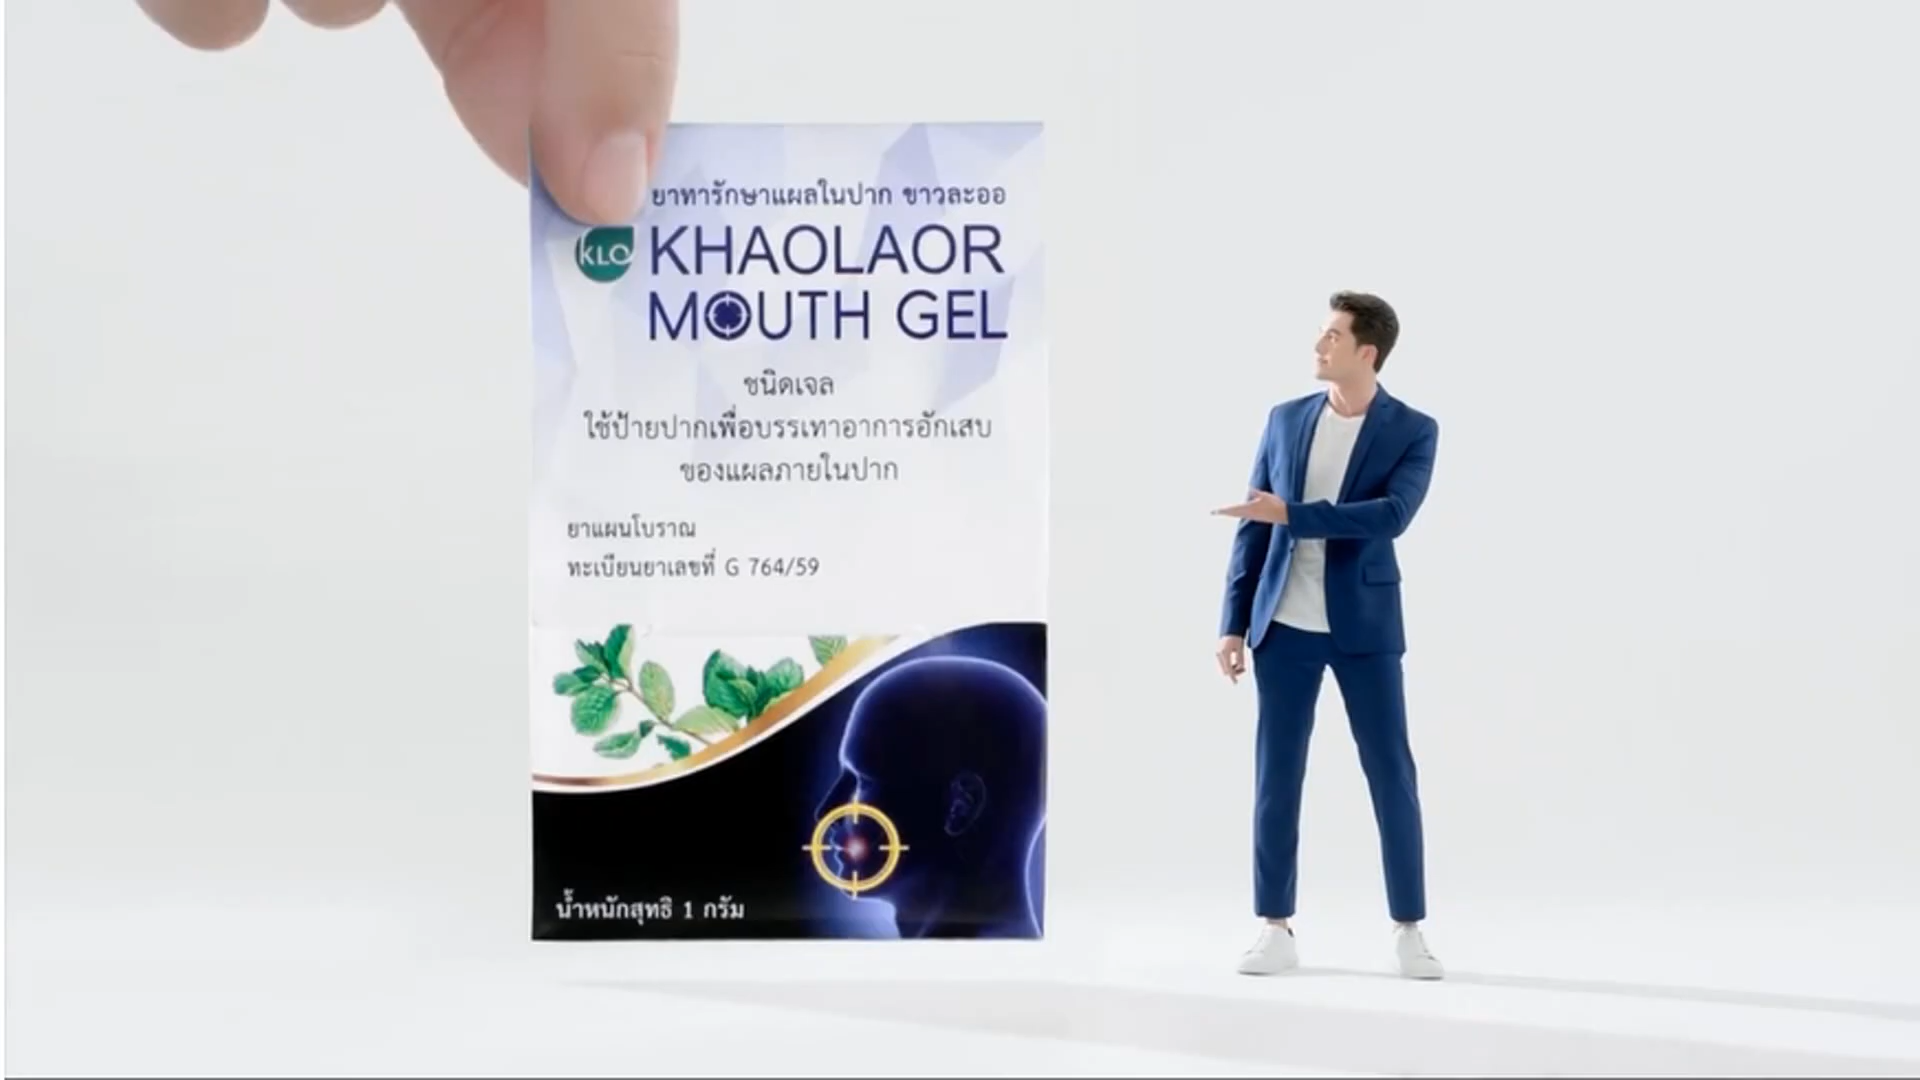 ยาทารักษาแผลในปาก ขาวละออ
KLO
KHAOLAOR
MOUTH GEL
ชนิดเจล
ใช้ป้ายปากเพื่อบรรเทาอาการอักเสบ
ของแผลภายในปาก
ยาแผนโบราณ
ทะเบียนยาเลขที่ G 764/59
น้ำหนักสุทธิ 1 กรัม